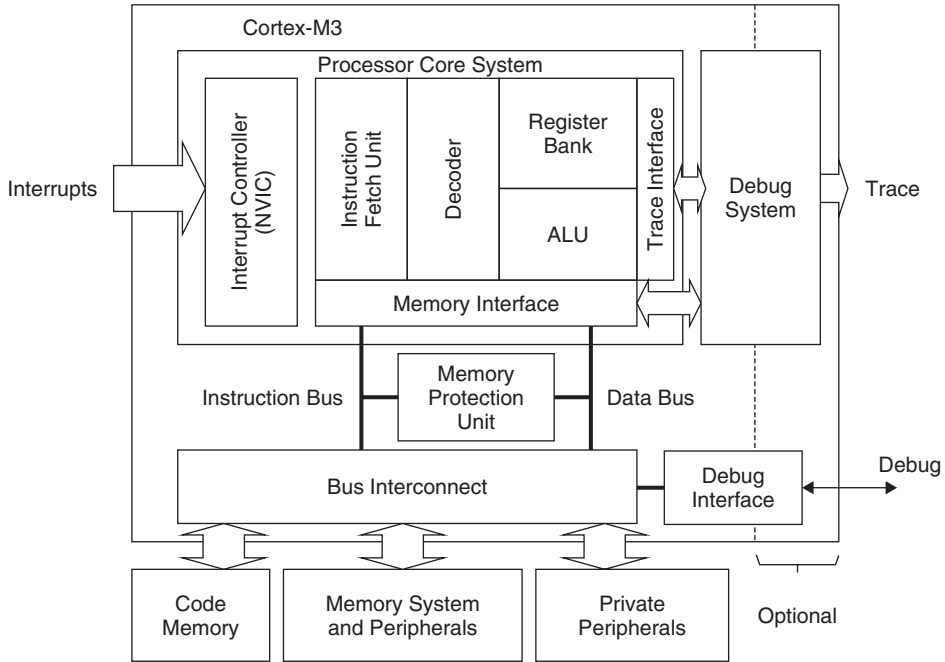 Cortex-M3
Processor Core System
Interrupts
Interrupt Controller
(NVIC)
Instruction
Fetch Unit
Decoder
Register
Bank
ALU
Trace Interface
Debug
System
Trace
Memory Interface
Instruction Bus
Memory
Protection
Unit
Data Bus
Bus Interconnect
Debug
Interface
Debug
Code
Memory
Memory System
and Peripherals
Private
Peripherals
Optional